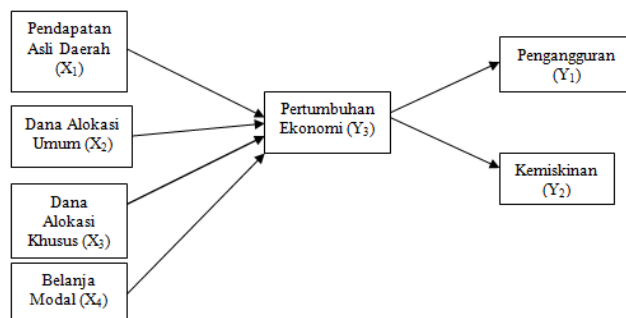 Pendapatan
Asli Daerah
(X₁)
Dana Alokasi
Umum (X₂)
Dana
Alokasi
Khusus (X₃)
Belanja
Modal (X₄)
Pertumbuhan
Ekonomi (Y₃)
Pengangguran
(Y₁)
Kemiskinan
(Y₂)